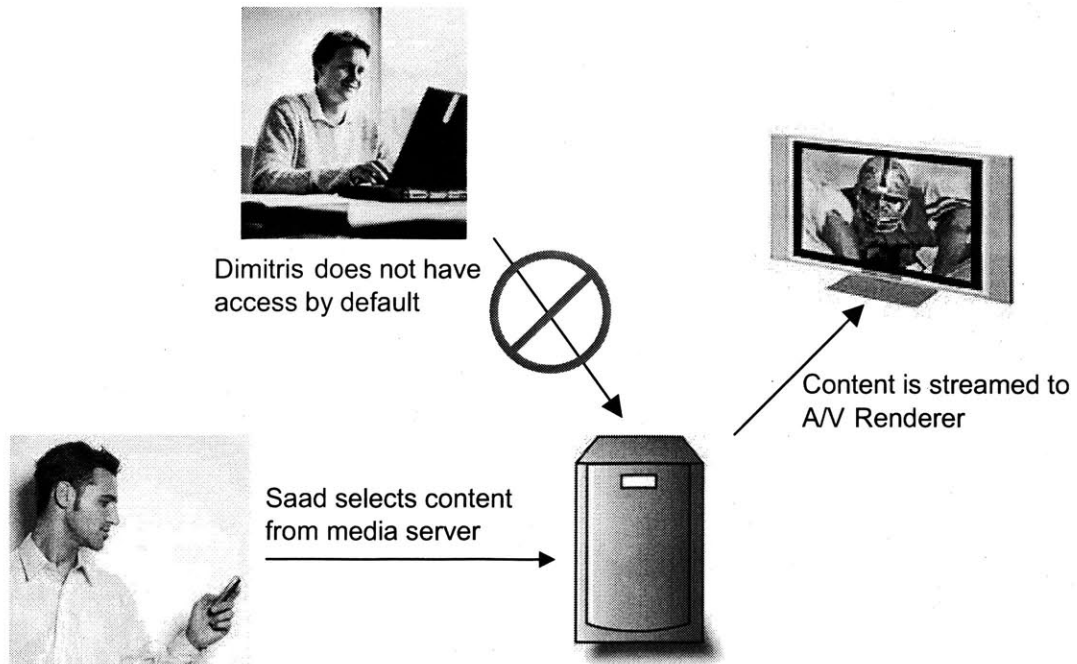 Dimitris does not have
access by default
Content is streamed to
A/V Renderer
Saad selects content
from media server